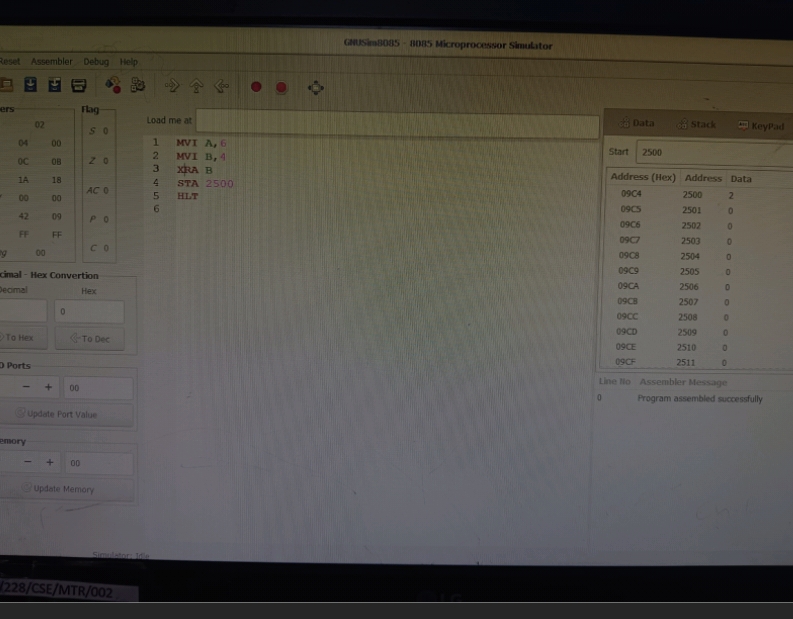 GNUSim8085 - 8085 Microprocessor Simulator
Reset Assembler Debug Help
ers
02
04 00
0C 0B
1A 18
00 00
42 09
FF FF
00
Flag
S 0
Z 0
AC 0
P 0
C 0
Load me at
1 MVI A,6
2 MVI B,4
3 XRA B
4 STA 2500
5 HLT
6
Data Stack KeyPad
Start 2500
Address (Hex) Address Data
09C4 2500 2
09C5 2501 0
09C6 2502 0
09C7 2503 0
09C8 2504 0
09C9 2505 0
09CA 2506 0
09CB 2507 0
09CC 2508 0
09CD 2509 0
09CE 2510 0
09CF 2511 0
Line No Assembler Message
0 Program assembled successfully
cimal - Hex Convertion
Decimal Hex
0
To Hex To Dec
O Ports
- + 00
Update Port Value
emory
- + 00
Update Memory
Simulator: Idle
/228/CSE/MTR/002
LG